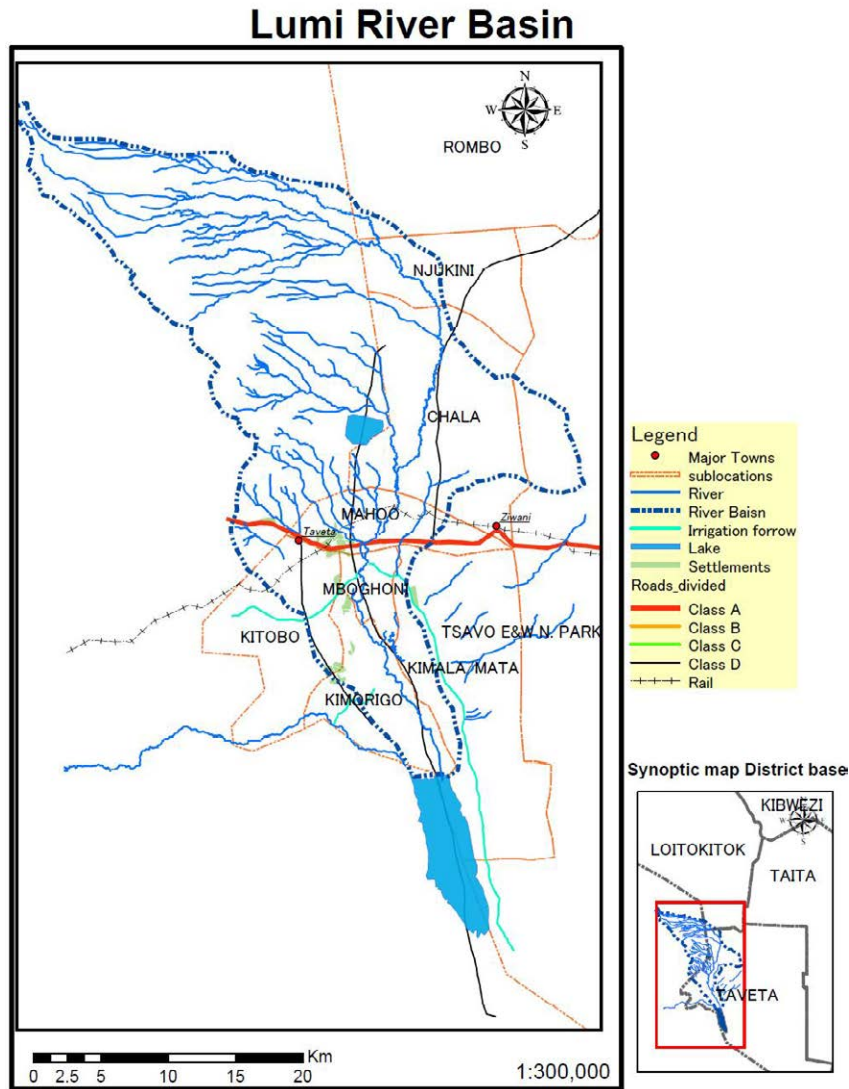 Lumi River Basin
N
W E
S
ROMBO
NJUKINI
CHALA
MAHOO
Taveta
Ziwani
MBOGHONI
KITOBO
TSAVO E&W N. PARK
KIMALA/MATA
KIMORIGO
Legend
Major Towns
sublocations
River
River Baisn
Irrigation forrow
Lake
Settlements
Roads_divided
Class A
Class B
Class C
Class D
Rail
Synoptic map District base
KIBWEZI
N
W E
S
LOITOKITOK
TAITA
TAVETA
Km
0 2.5 5 10 15 20
1:300,000